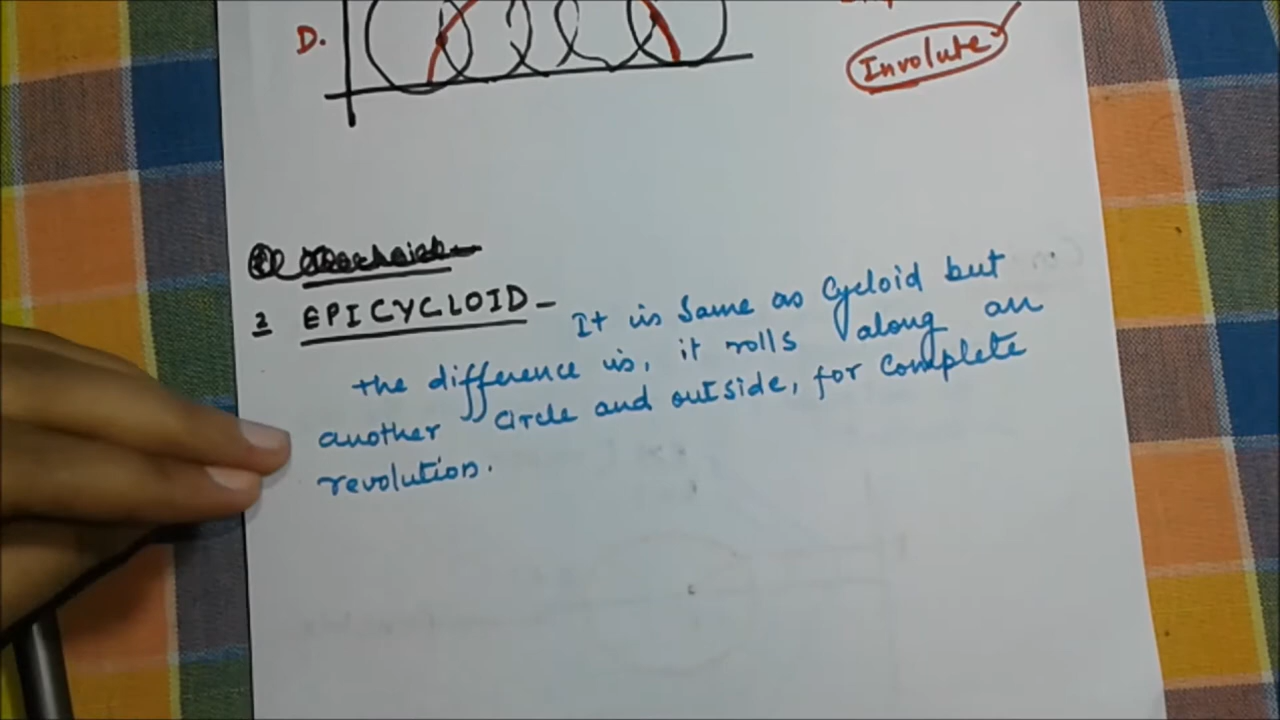 D.
Involute
2 EPICYCLOID - It is same as cycloid but
the difference is, it rolls along an
another circle and outside, for complete
revolution.